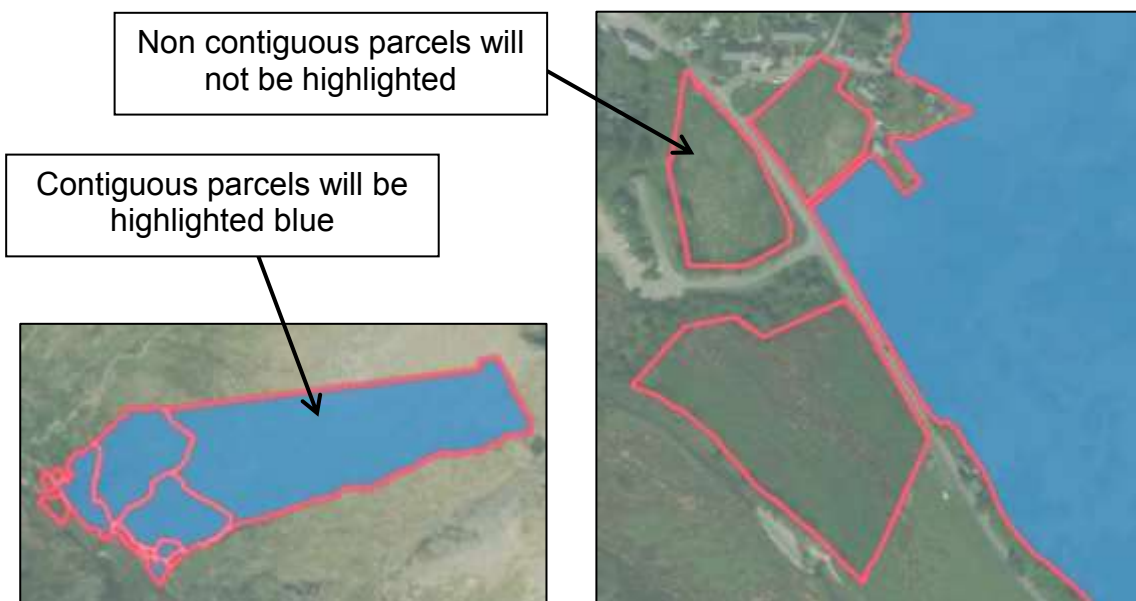 Non contiguous parcels will
not be highlighted
Contiguous parcels will be
highlighted blue